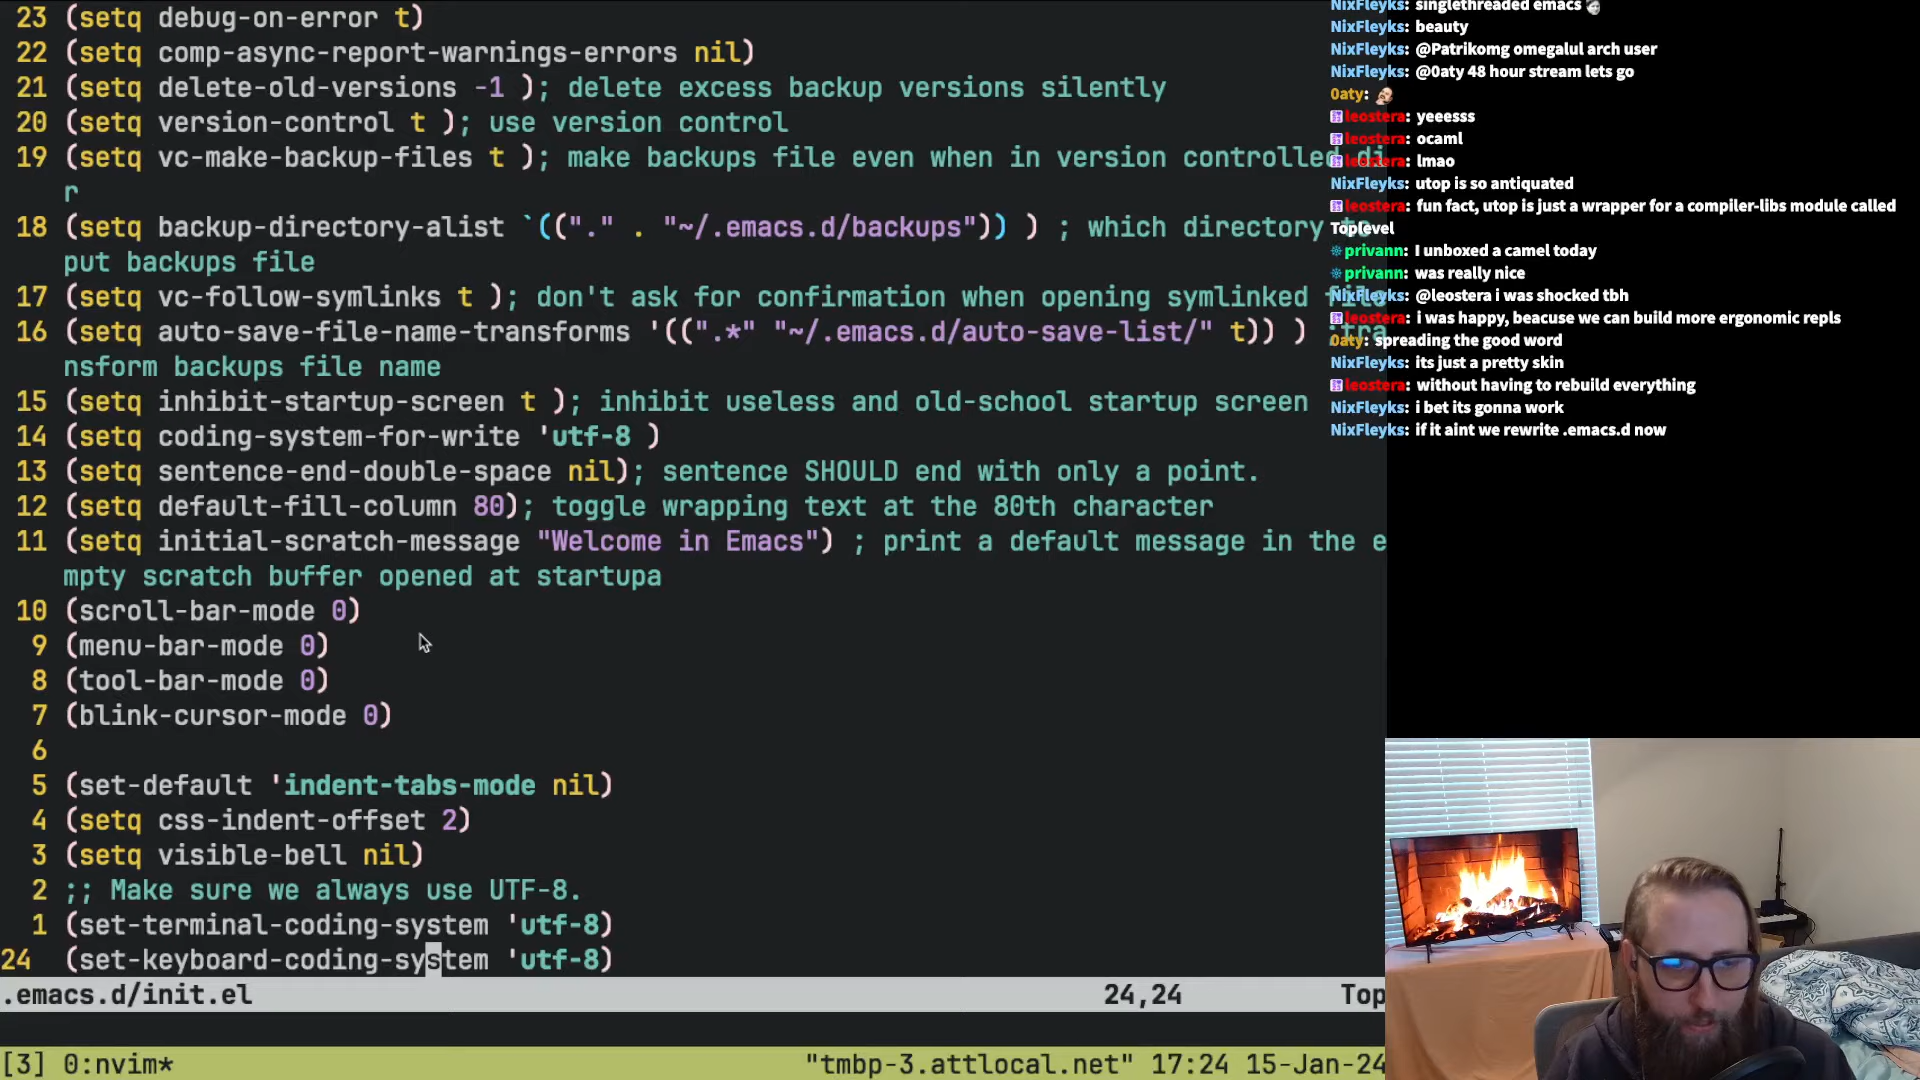 23 (setq debug-on-error t)
22 (setq comp-async-report-warnings-errors nil)
21 (setq delete-old-versions -1 ); delete excess backup versions silently
20 (setq version-control t ); use version control
19 (setq vc-make-backup-files t ); make backups file even when in version controlled di
r
18 (setq backup-directory-alist `(("." . "~/.emacs.d/backups")) ) ; which directory to
put backups file
17 (setq vc-follow-symlinks t ); don't ask for confirmation when opening symlinked file
16 (setq auto-save-file-name-transforms '((".*" "~/.emacs.d/auto-save-list/" t)) ) ;tra
nsform backups file name
15 (setq inhibit-startup-screen t ); inhibit useless and old-school startup screen
14 (setq coding-system-for-write 'utf-8 )
13 (setq sentence-end-double-space nil); sentence SHOULD end with only a point.
12 (setq default-fill-column 80); toggle wrapping text at the 80th character
11 (setq initial-scratch-message "Welcome in Emacs") ; print a default message in the e
mpty scratch buffer opened at startupa
10 (scroll-bar-mode 0)
9 (menu-bar-mode 0)
8 (tool-bar-mode 0)
7 (blink-cursor-mode 0)
6
5 (set-default 'indent-tabs-mode nil)
4 (setq css-indent-offset 2)
3 (setq visible-bell nil)
2 ;; Make sure we always use UTF-8.
1 (set-terminal-coding-system 'utf-8)
24 (set-keyboard-coding-system 'utf-8)
.emacs.d/init.el 24,24 Top
[3] 0:nvim* "tmbp-3.attlocal.net" 17:24 15-Jan-24
NixFleyks: singlethreaded emacs
NixFleyks: beauty
NixFleyks: @Patrikomg omegalul arch user
NixFleyks: @0aty 48 hour stream lets go
0aty:
leostera: yeeesss
leostera: ocaml
leostera: lmao
NixFleyks: utop is so antiquated
leostera: fun fact, utop is just a wrapper for a compiler-libs module called
Toplevel
privann: I unboxed a camel today
privann: was really nice
NixFleyks: @leostera i was shocked tbh
leostera: i was happy, beacuse we can build more ergonomic repls
0aty: spreading the good word
NixFleyks: its just a pretty skin
leostera: without having to rebuild everything
NixFleyks: i bet its gonna work
NixFleyks: if it aint we rewrite .emacs.d now